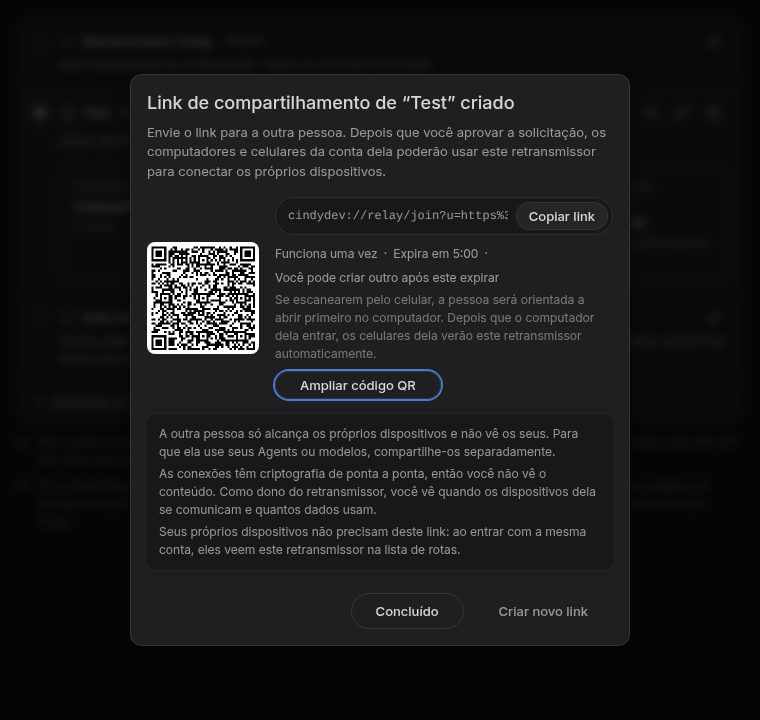 Link de compartilhamento de “Test” criado
Envie o link para a outra pessoa. Depois que você aprovar a solicitação, os
computadores e celulares da conta dela poderão usar este retransmissor
para conectar os próprios dispositivos.
cindydev://relay/join?u=https%3
Copiar link
Funciona uma vez · Expira em 5:00 ·
Você pode criar outro após este expirar
Se escanearem pelo celular, a pessoa será orientada a
abrir primeiro no computador. Depois que o computador
dela entrar, os celulares dela verão este retransmissor
automaticamente.
Ampliar código QR
A outra pessoa só alcança os próprios dispositivos e não vê os seus. Para
que ela use seus Agents ou modelos, compartilhe-os separadamente.
As conexões têm criptografia de ponta a ponta, então você não vê o
conteúdo. Como dono do retransmissor, você vê quando os dispositivos dela
se comunicam e quantos dados usam.
Seus próprios dispositivos não precisam deste link: ao entrar com a mesma
conta, eles veem este retransmissor na lista de rotas.
Concluído
Criar novo link